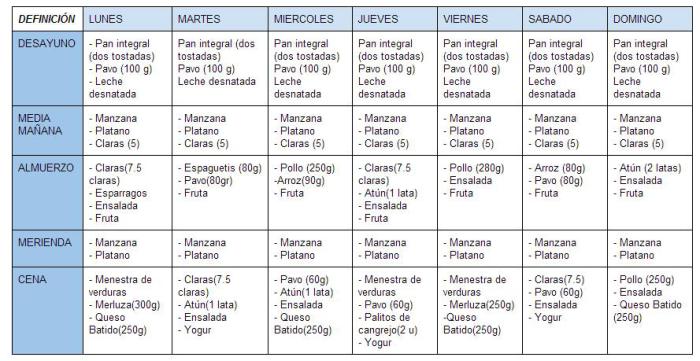 DEFINICIÓN LUNES MARTES MIERCOLES JUEVES VIERNES SABADO DOMINGO
DESAYUNO
- Pan integral
(dos tostadas)
- Pavo (100 g)
- Leche
desnatada
Pan integral (dos
tostadas)
Pavo (100 g)
Leche desnatada
Pan integral
(dos tostadas)
Pavo (100 g)
Leche
desnatada
Pan integral
(dos tostadas)
Pavo (100 g)
Leche
desnatada
Pan integral
(dos tostadas)
Pavo (100 g)
Leche
desnatada
Pan integral
(dos tostadas)
Pavo (100 g)
Leche
desnatada
Pan integral
(dos tostadas)
Pavo (100 g)
Leche
desnatada
MEDIA
MAÑANA
- Manzana
- Platano
- Claras (5)
- Manzana
- Platano
- Claras (5)
- Manzana
- Platano
- Claras (5)
- Manzana
- Platano
- Claras (5)
- Manzana
- Platano
- Claras (5)
- Manzana
- Platano
- Claras (5)
- Manzana
- Platano
- Claras (5)
ALMUERZO
- Claras(7.5
claras)
- Esparragos
- Ensalada
- Fruta
- Espaguetis (80g)
- Pavo(80gr)
- Fruta
- Pollo (250g)
-Arroz(90g)
- Fruta
- Claras(7.5
claras)
- Atún(1 lata)
- Ensalada
- Fruta
- Pollo (280g)
- Ensalada
- Fruta
- Arroz (80g)
- Pavo (80g)
- Fruta
- Atún (2 latas)
- Ensalada
- Fruta
MERIENDA
- Manzana
- Platano
- Manzana
- Platano
- Manzana
- Platano
- Manzana
- Platano
- Manzana
- Platano
- Manzana
- Platano
- Manzana
- Platano
CENA
- Menestra de
verduras
- Merluza(300g)
- Queso
Batido(250g)
- Claras(7.5
claras)
- Atún(1 lata)
- Ensalada
- Yogur
- Pavo (60g)
- Atún(1 lata)
- Ensalada
- Queso
Batido(250g)
- Menestra de
verduras
- Pavo (60g)
- Palitos de
cangrejo(2 u)
- Yogur
- Menestra de
verduras
- Merluza(250g)
-Queso
Batido(250g)
- Claras(7.5)
- Pavo (60g)
- Ensalada
- Yogur
- Pollo (250g)
- Ensalada
- Queso Batido
(250g)